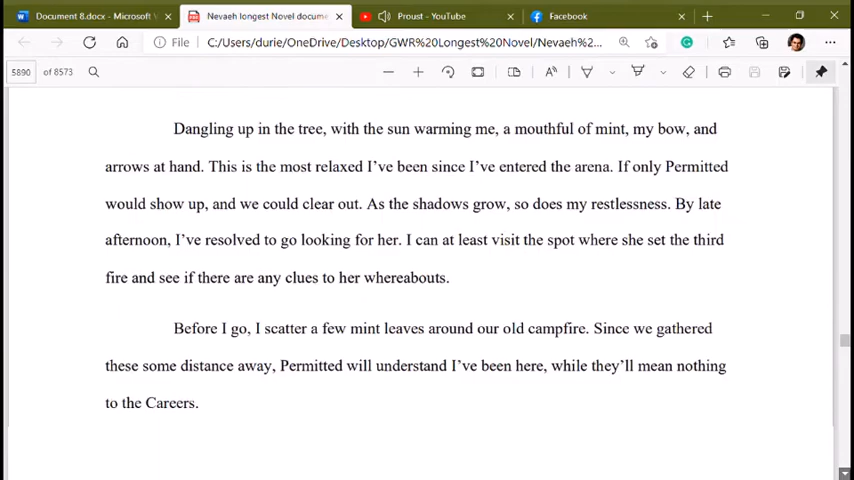 Document 8.docx - Microsoft W
Nevaeh longest Novel docume
Proust - YouTube
Facebook
File
C:/Users/durie/OneDrive/Desktop/GWR%20Longest%20Novel/Nevaeh%2...
5890 of 8573
Dangling up in the tree, with the sun warming me, a mouthful of mint, my bow, and
arrows at hand. This is the most relaxed I’ve been since I’ve entered the arena. If only Permitted
would show up, and we could clear out. As the shadows grow, so does my restlessness. By late
afternoon, I’ve resolved to go looking for her. I can at least visit the spot where she set the third
fire and see if there are any clues to her whereabouts.
Before I go, I scatter a few mint leaves around our old campfire. Since we gathered
these some distance away, Permitted will understand I’ve been here, while they’ll mean nothing
to the Careers.